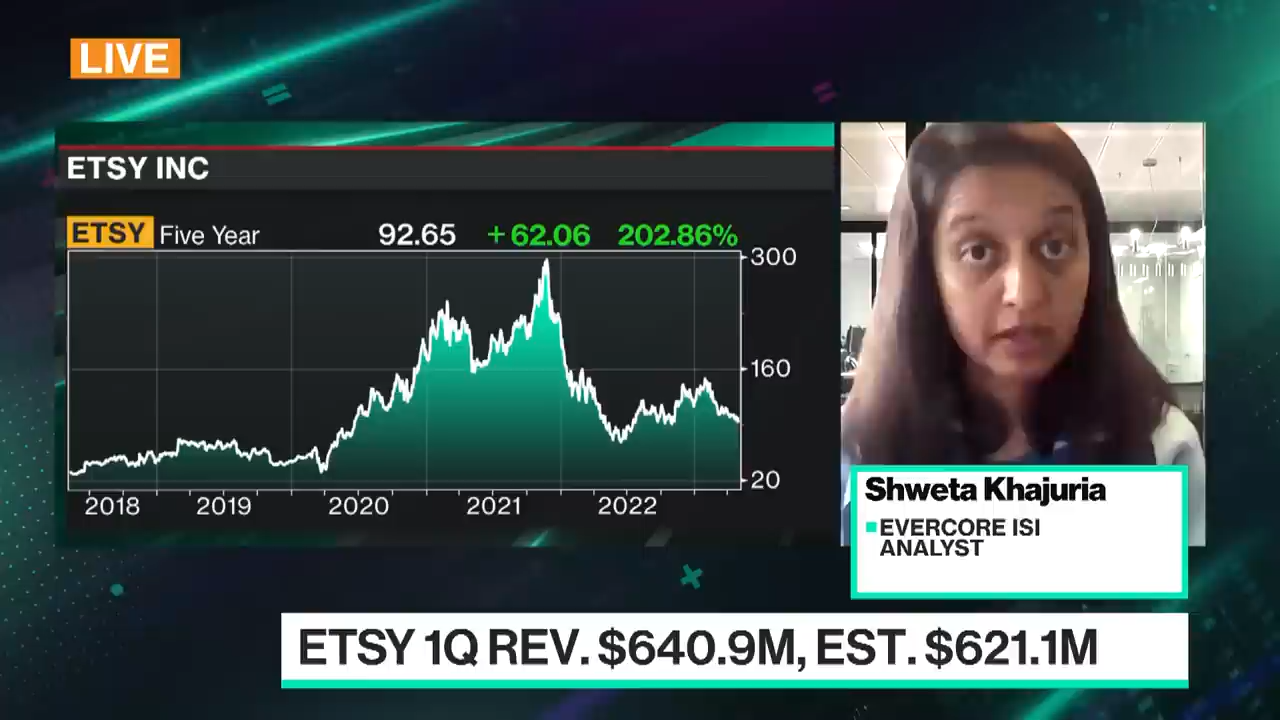 LIVE
ETSY INC
ETSY Five Year 92.65 +62.06 202.86%
300
160
20
2018 2019 2020 2021 2022
Shweta Khajuria
EVERCORE ISI
ANALYST
ETSY 1Q REV. $640.9M, EST. $621.1M